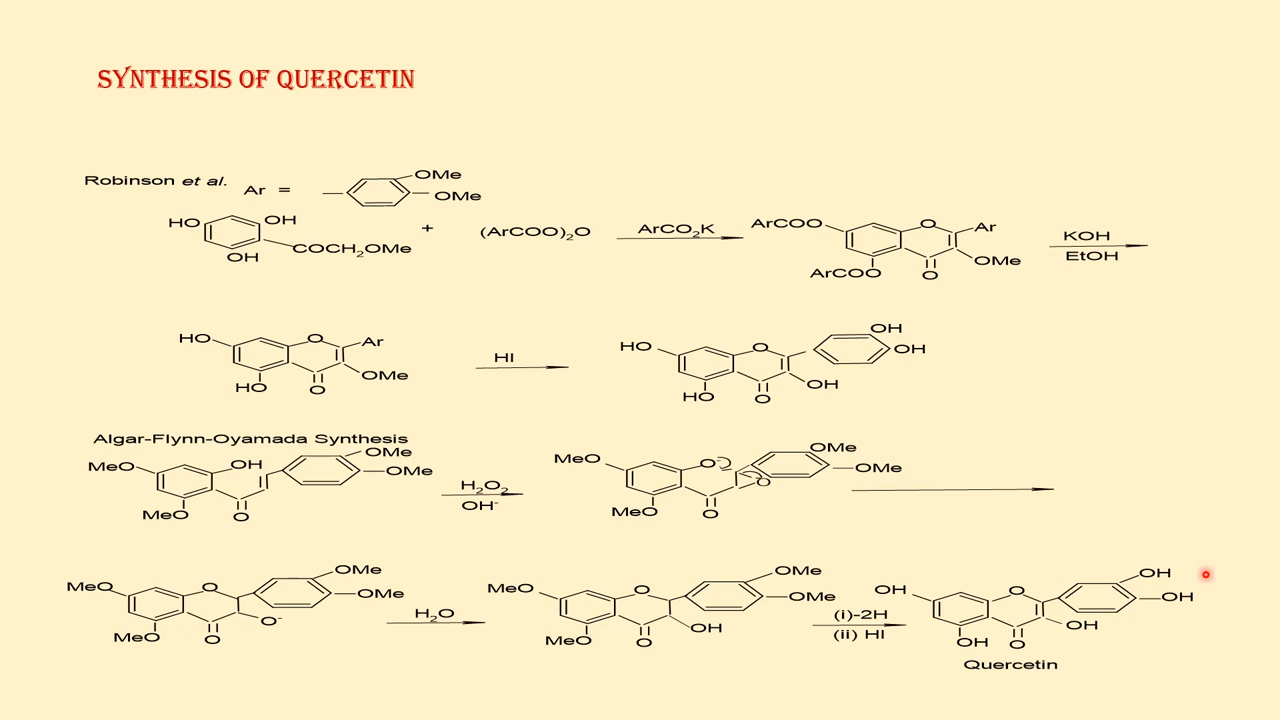 SYNTHESIS OF QUERCETIN
Robinson et al. Ar = OMe OMe
HO OH OH COCH₂OMe + (ArCOO)₂O ArCO₂K ArCOO ArCOO O Ar OMe O KOH EtOH
HO HO O Ar OMe O HI HO HO O OH OH OH O
Algar-Flynn-Oyamada Synthesis
MeO OH OMe OMe MeO O H₂O₂ OH⁻ MeO O⁻ OMe OMe O MeO O
MeO O OMe OMe O⁻ MeO O H₂O MeO O OMe OMe OH MeO O (i)-2H (ii) HI OH O OH OH OH OH O
Quercetin